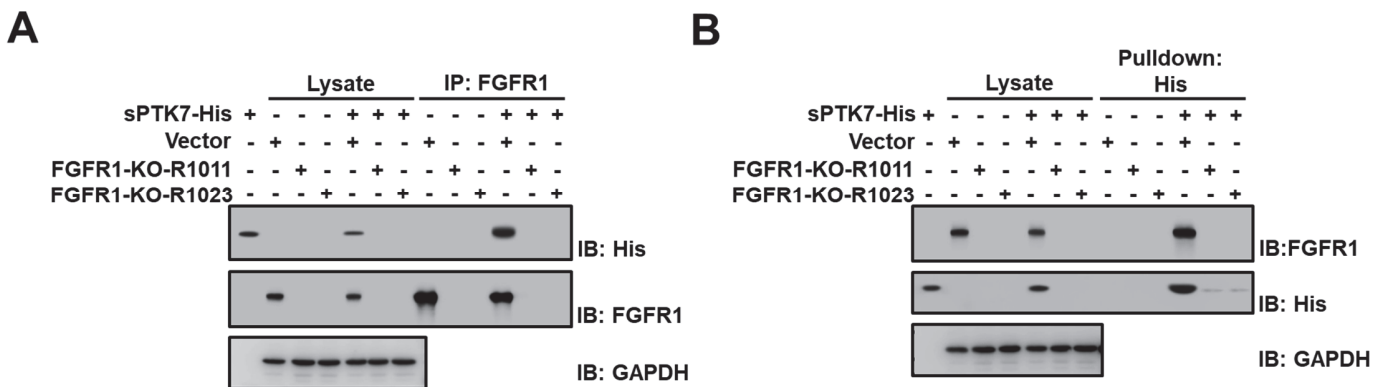 A
Lysate IP: FGFR1
sPTK7-His + - - - + + + - - - + + +
Vector - + - - + - - + - - + - -
FGFR1-KO-R1011 - - + - - + - - + - - + -
FGFR1-KO-R1023 - - - + - - + - - + - - +
IB: His
IB: FGFR1
IB: GAPDH
B
Lysate
Pulldown:
His
sPTK7-His + - - - + + + - - - + + +
Vector - + - - + - - + - - + - -
FGFR1-KO-R1011 - - + - - + - - + - - + -
FGFR1-KO-R1023 - - - + - - + - - + - - +
IB:FGFR1
IB: His
IB: GAPDH